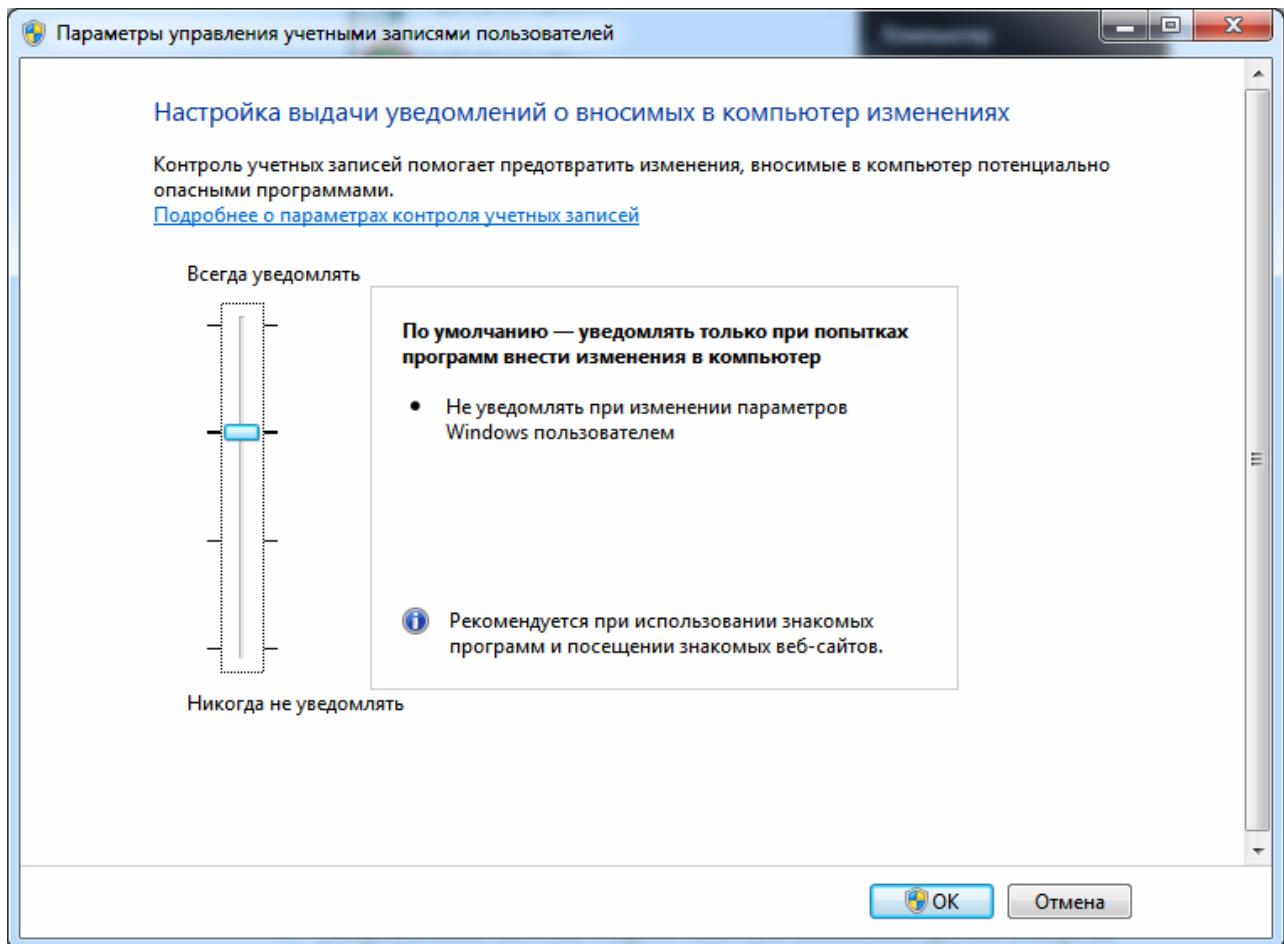 Параметры управления учетными записями пользователей
Компьютер
Настройка выдачи уведомлений о вносимых в компьютер изменениях
Контроль учетных записей помогает предотвратить изменения, вносимые в компьютер потенциально
опасными программами.
Подробнее о параметрах контроля учетных записей
Всегда уведомлять
По умолчанию — уведомлять только при попытках
программ внести изменения в компьютер
• Не уведомлять при изменении параметров
Windows пользователем
Рекомендуется при использовании знакомых
программ и посещении знакомых веб-сайтов.
Никогда не уведомлять
OK
Отмена